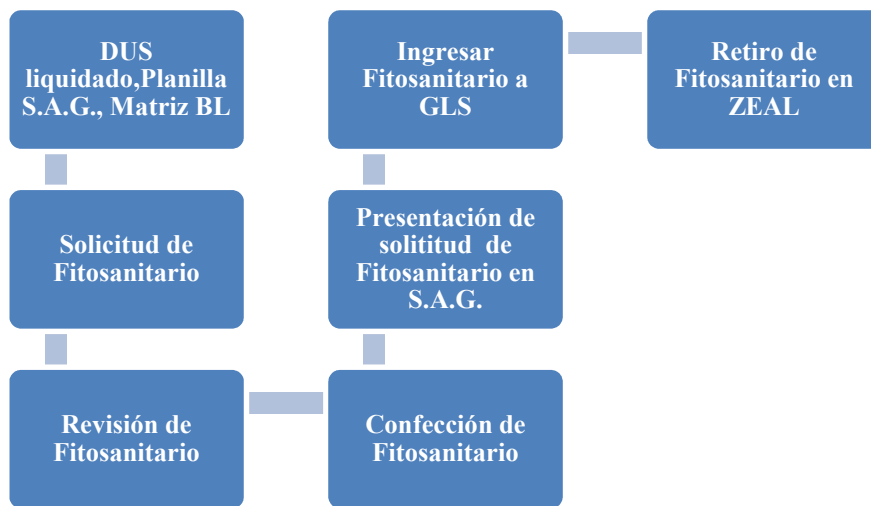 DUS
liquidado,Planilla
S.A.G., Matriz BL
Solicitud de
Fitosanitario
Revisión de
Fitosanitario
Confección de
Fitosanitario
Presentación de
solititud de
Fitosanitario en
S.A.G.
Ingresar
Fitosanitario a
GLS
Retiro de
Fitosanitario en
ZEAL